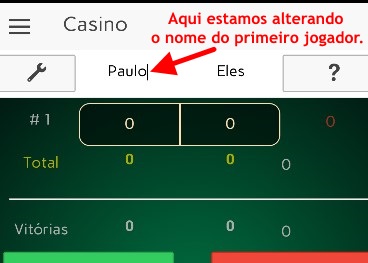 Casino
Aqui estamos alterando
o nome do primeiro jogador.
Paulo Eles ?
# 1 0 0 0
Total 0 0 0
Vitórias 0 0 0